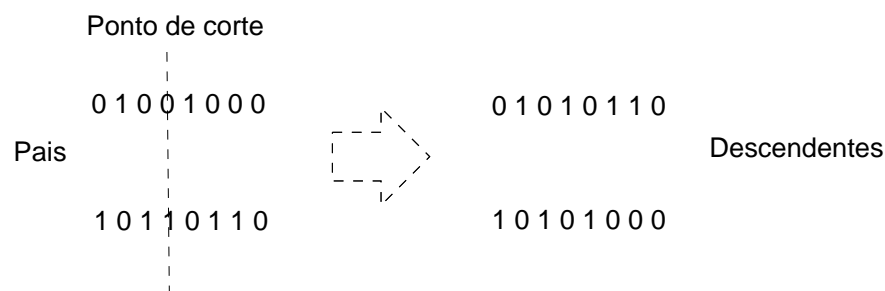 Ponto de corte
0 1 0 0 1 0 0 0
0 1 0 1 0 1 1 0
Pais
Descendentes
1 0 1 1 0 1 1 0
1 0 1 0 1 0 0 0